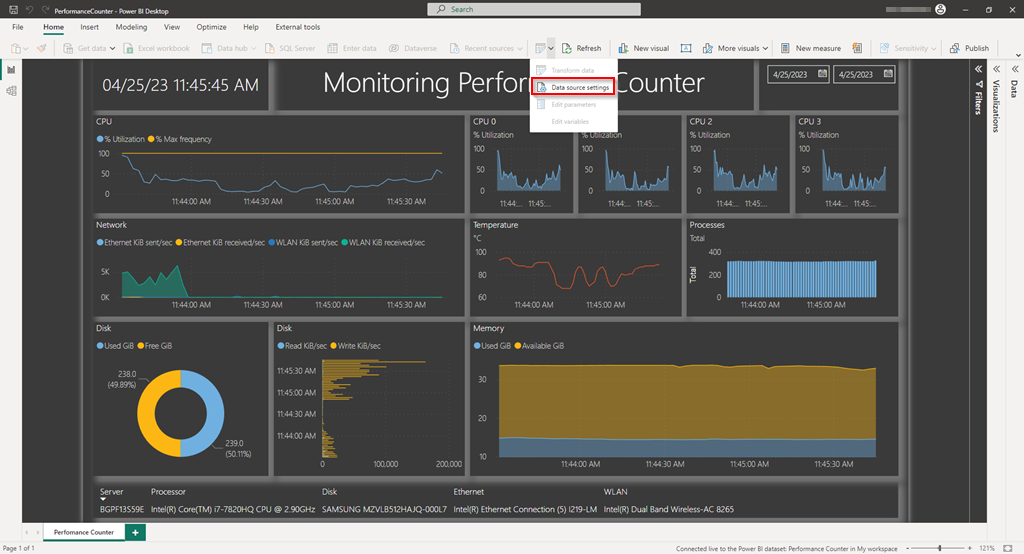 PerformanceCounter - Power BI Desktop
Search
File Home Insert Modeling View Optimize Help External tools
Get data Excel workbook Data hub SQL Server Enter data Dataverse Recent sources Refresh New visual More visuals New measure Sensitivity Publish
Transform data
Data source settings
Edit parameters
Edit variables
04/25/23 11:45:45 AM
Monitoring Perfor Counter
4/25/2023 4/25/2023
Filters
Visualizations
Data
CPU
% Utilization % Max frequency
100
50
0
11:44:00 AM 11:44:30 AM 11:45:00 AM 11:45:30 AM
CPU 0
% Utilization
100
50
0
11:44:... 11:45:...
% Utilization
100
50
0
11:44:... 11:45:...
CPU 2
% Utilization
100
50
0
11:44:... 11:45:...
CPU 3
% Utilization
100
50
0
11:44:... 11:45:...
Network
Ethernet KiB sent/sec Ethernet KiB received/sec WLAN KiB sent/sec WLAN KiB received/sec
5K
0K
11:44:00 AM 11:44:30 AM 11:45:00 AM 11:45:30 AM
Temperature
°C
100
80
60
11:44:00 AM 11:45:00 AM
Processes
Total
400
200
0
Total
11:44:00 AM 11:45:00 AM
Disk
Used GiB Free GiB
238.0
(49.89%)
239.0
(50.11%)
Disk
Read KiB/sec Write KiB/sec
11:45:30 AM
11:45:00 AM
11:44:30 AM
11:44:00 AM
0 100,000 200,000
Memory
Used GiB Available GiB
30
20
10
11:44:00 AM 11:44:30 AM 11:45:00 AM 11:45:30 AM
Server Processor Disk Ethernet WLAN
BGPF13S59E Intel(R) Core(TM) i7-7820HQ CPU @ 2.90GHz SAMSUNG MZVLB512HAJQ-000L7 Intel(R) Ethernet Connection (5) I219-LM Intel(R) Dual Band Wireless-AC 8265
Perfomance Counter +
Page 1 of 1
Connected live to the Power BI dataset: Perfomance Counter in My workspace
- + 121%